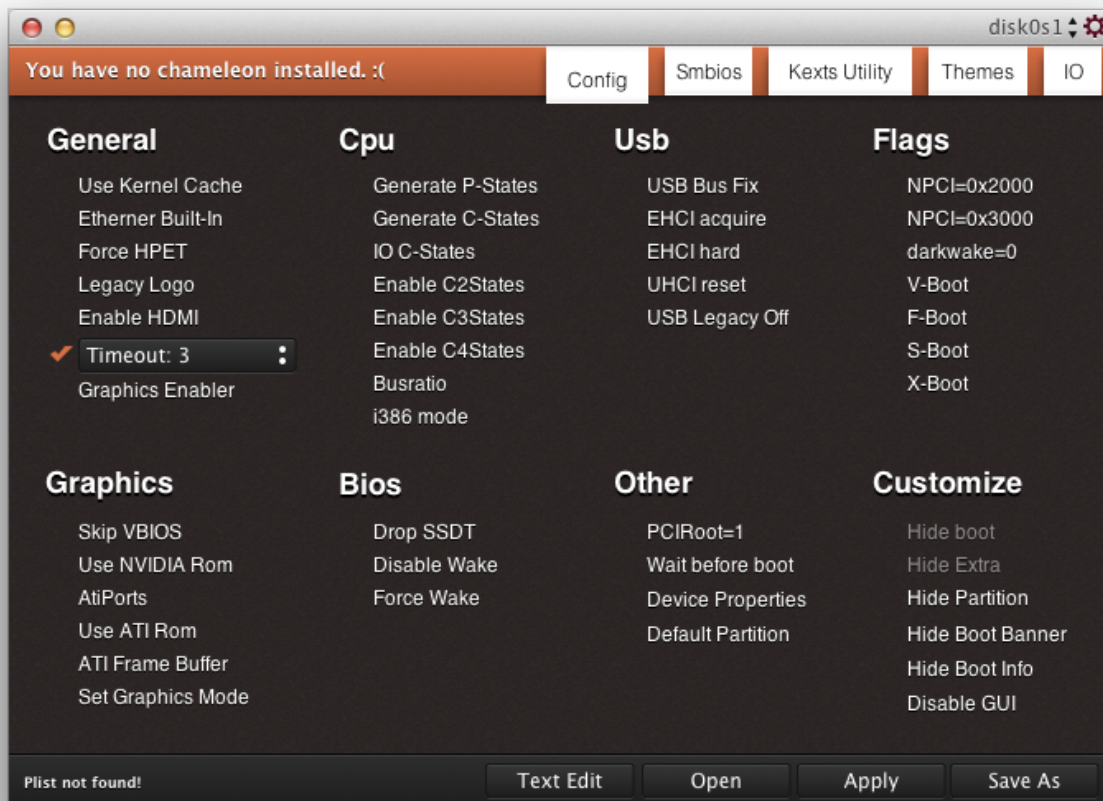 disk0s1
You have no chameleon installed. :(
Config
Smbios
Kexts Utility
Themes
IO
General
Use Kernel Cache
Etherner Built-In
Force HPET
Legacy Logo
Enable HDMI
Timeout: 3
Graphics Enabler
Cpu
Generate P-States
Generate C-States
IO C-States
Enable C2States
Enable C3States
Enable C4States
Busratio
i386 mode
Usb
USB Bus Fix
EHCI acquire
EHCI hard
UHCI reset
USB Legacy Off
Flags
NPCI=0x2000
NPCI=0x3000
darkwake=0
V-Boot
F-Boot
S-Boot
X-Boot
Graphics
Skip VBIOS
Use NVIDIA Rom
AtiPorts
Use ATI Rom
ATI Frame Buffer
Set Graphics Mode
Bios
Drop SSDT
Disable Wake
Force Wake
Other
PCIRoot=1
Wait before boot
Device Properties
Default Partition
Customize
Hide boot
Hide Extra
Hide Partition
Hide Boot Banner
Hide Boot Info
Disable GUI
Plist not found!
Text Edit
Open
Apply
Save As